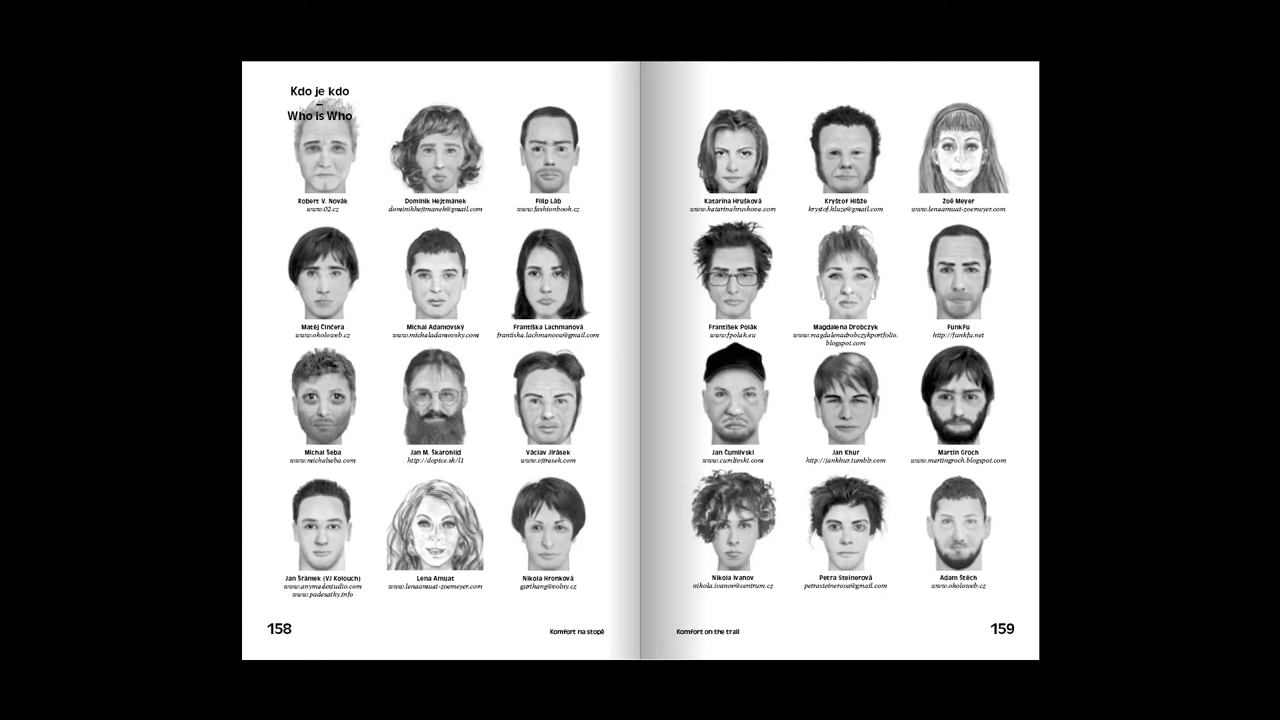 Kdo je kdo
–
Who is Who
Robert V. Novák
www.02.cz
Dominik Hejtmánek
dominikhejtmanek@gmail.com
Filip Láb
www.fashionbook.cz
Katarína Hrušková
www.katarinahruskova.com
Kryštof Hlůže
krystof.hluze@gmail.com
Zoë Meyer
www.lenaamuat-zoemeyer.com
Matěj Činčera
www.okoloweb.cz
Michal Adamovský
www.michaladamovsky.com
Františka Lachmanová
frantiska.lachmanova@gmail.com
František Polák
www.fpolak.eu
Magdalena Drobczyk
www.magdalenadrobczykportfolio.
blogspot.com
FunkFu
http://funkfu.net
Michal Šeba
www.michalseba.com
Jan M. Škarohlíd
http://dopice.sk/l1
Václav Jirásek
www.vjirasek.com
Jan Čumlivski
www.cumlivski.com
Jan Khür
http://jankhur.tumblr.com
Martin Groch
www.martingroch.blogspot.com
Jan Šrámek (VJ Kolouch)
www.anymadestudio.com
www.padesatky.info
Lena Amuat
www.lenaamuat-zoemeyer.com
Nikola Hronková
Nikola Ivanov
nikola.ivanov@centrum.cz
Petra Steinerová
petrasteinerova@gmail.com
Adam Štěch
www.okoloweb.cz
158
Komfort na stopě
Komfort on the trail
159